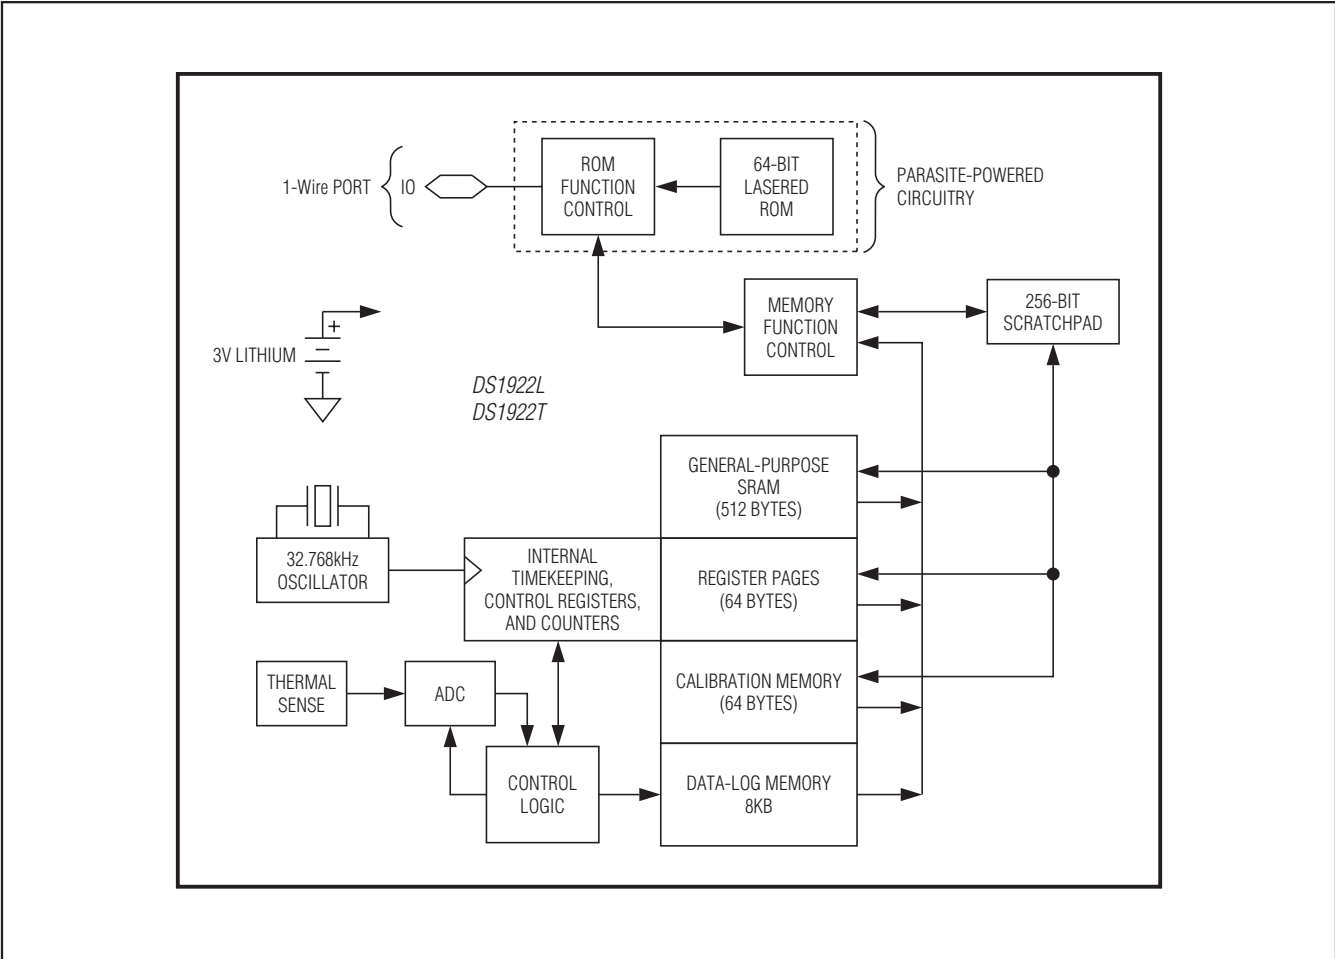 1-Wire PORT
IO
ROM
FUNCTION
CONTROL
64-BIT
LASERED
ROM
PARASITE-POWERED
CIRCUITRY
MEMORY
FUNCTION
CONTROL
256-BIT
SCRATCHPAD
+
3V LITHIUM
DS1922L
DS1922T
GENERAL-PURPOSE
SRAM
(512 BYTES)
32.768kHz
OSCILLATOR
INTERNAL
TIMEKEEPING,
CONTROL REGISTERS,
AND COUNTERS
REGISTER PAGES
(64 BYTES)
THERMAL
SENSE
ADC
CALIBRATION MEMORY
(64 BYTES)
CONTROL
LOGIC
DATA-LOG MEMORY
8KB